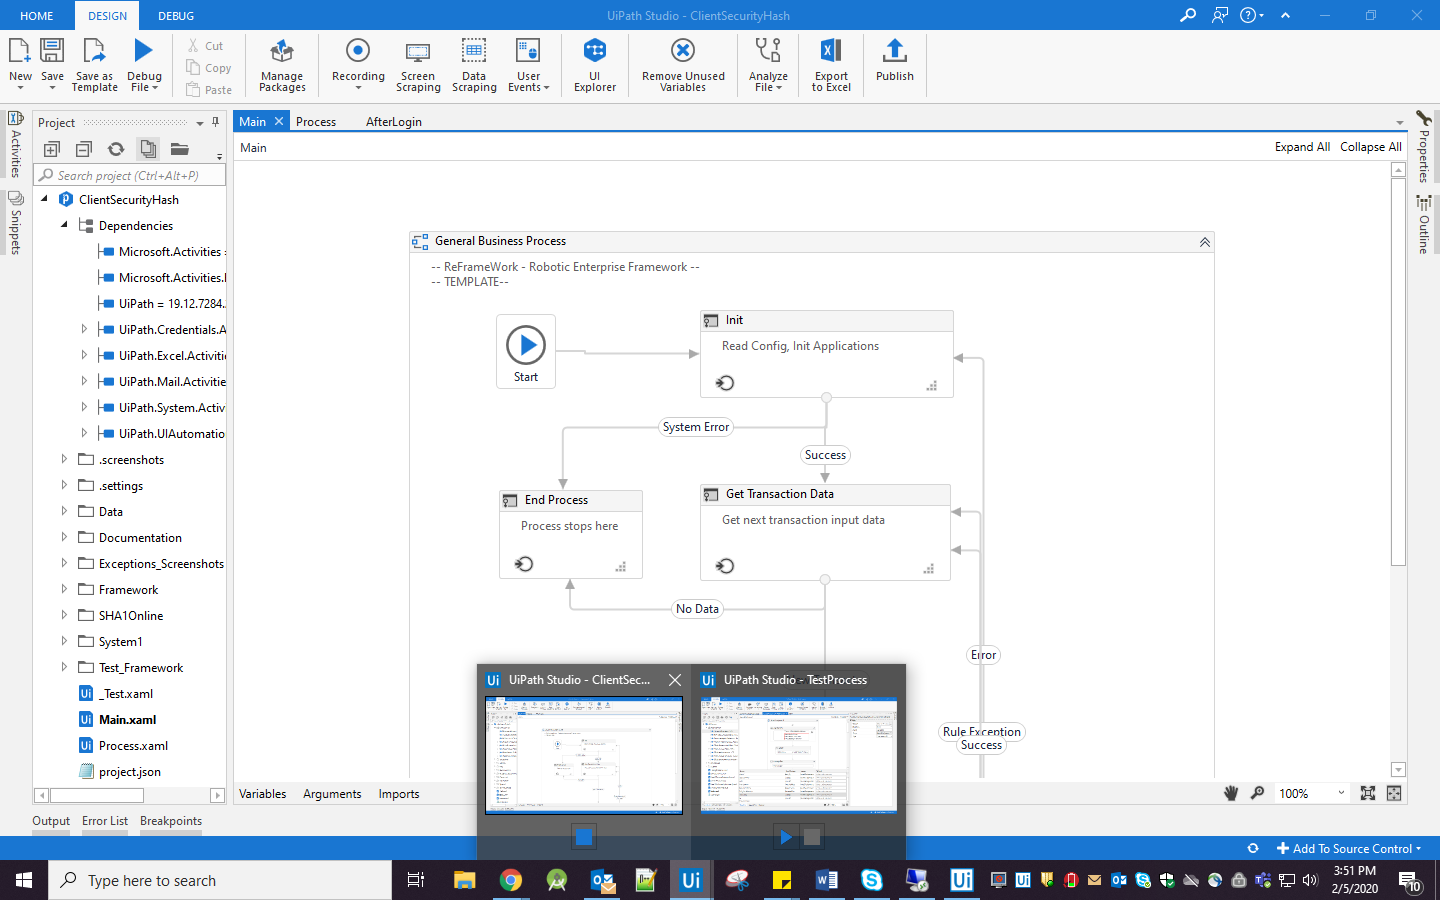 HOME
DESIGN
DEBUG
UiPath Studio - ClientSecurityHash
New
Save
Save as Template
Debug File
Cut
Copy
Paste
Manage Packages
Recording
Screen Scraping
Data Scraping
User Events
UI Explorer
Remove Unused Variables
Analyze File
Export to Excel
Publish
Activities
Snippets
Project
Search project (Ctrl+Alt+P)
ClientSecurityHash
Dependencies
Microsoft.Activities =
Microsoft.Activities.
UiPath = 19.12.7284.
UiPath.Credentials.A
UiPath.Excel.Activitie
UiPath.Mail.Activitie
UiPath.System.Activ
UiPath.UIAutomatio
.screenshots
.settings
Data
Documentation
Exceptions_Screenshots
Framework
SHA1Online
System1
Test_Framework
_Test.xaml
Main.xaml
Process.xaml
project.json
Main
Process
AfterLogin
Main
Expand All
Collapse All
Properties
Outline
General Business Process
-- ReFrameWork - Robotic Enterprise Framework --
-- TEMPLATE--
Start
Init
Read Config, Init Applications
System Error
Success
End Process
Process stops here
Get Transaction Data
Get next transaction input data
No Data
Error
Rule Exception
Success
UiPath Studio - ClientSec...
UiPath Studio - TestProcess
Variables
Arguments
Imports
100%
Output
Error List
Breakpoints
Add To Source Control
Type here to search
3:51 PM
2/5/2020
10